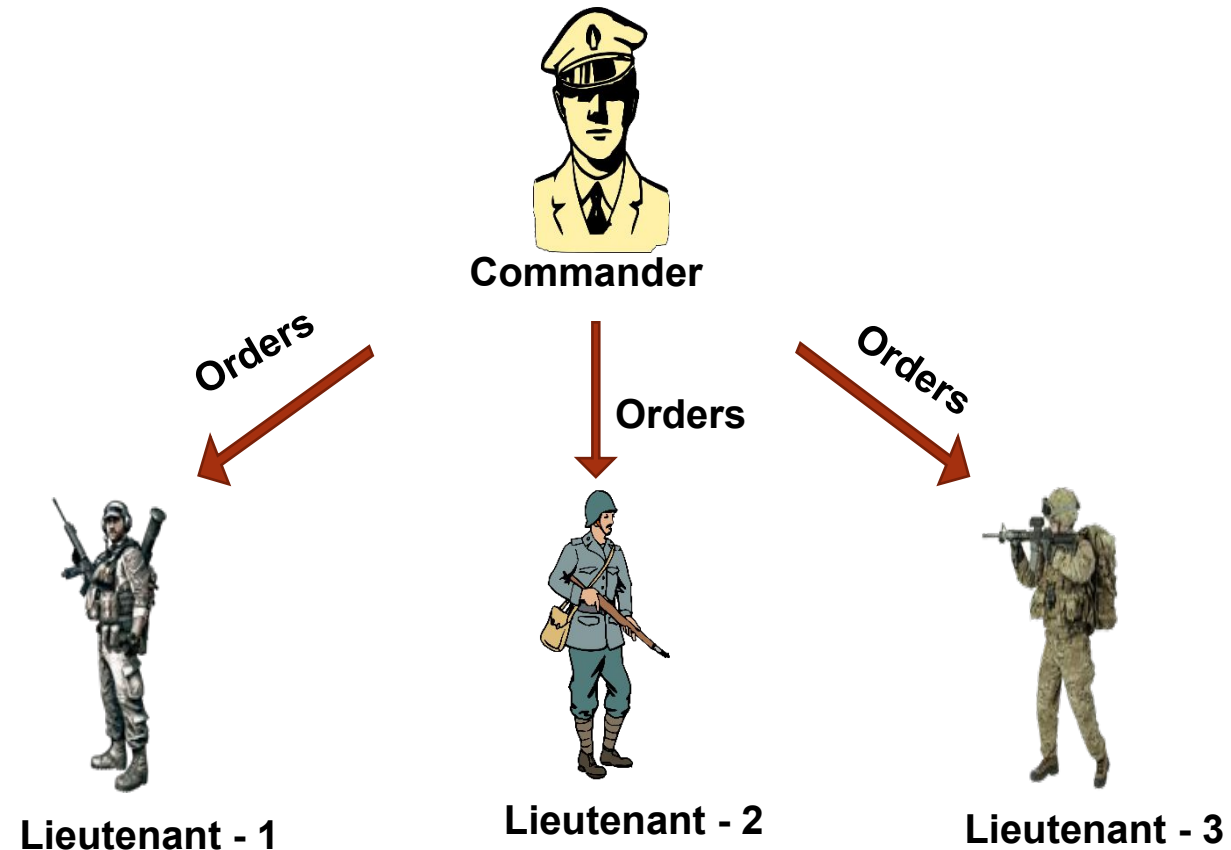 Commander
Orders
Orders
Orders
Lieutenant - 1
Lieutenant - 2
Lieutenant - 3